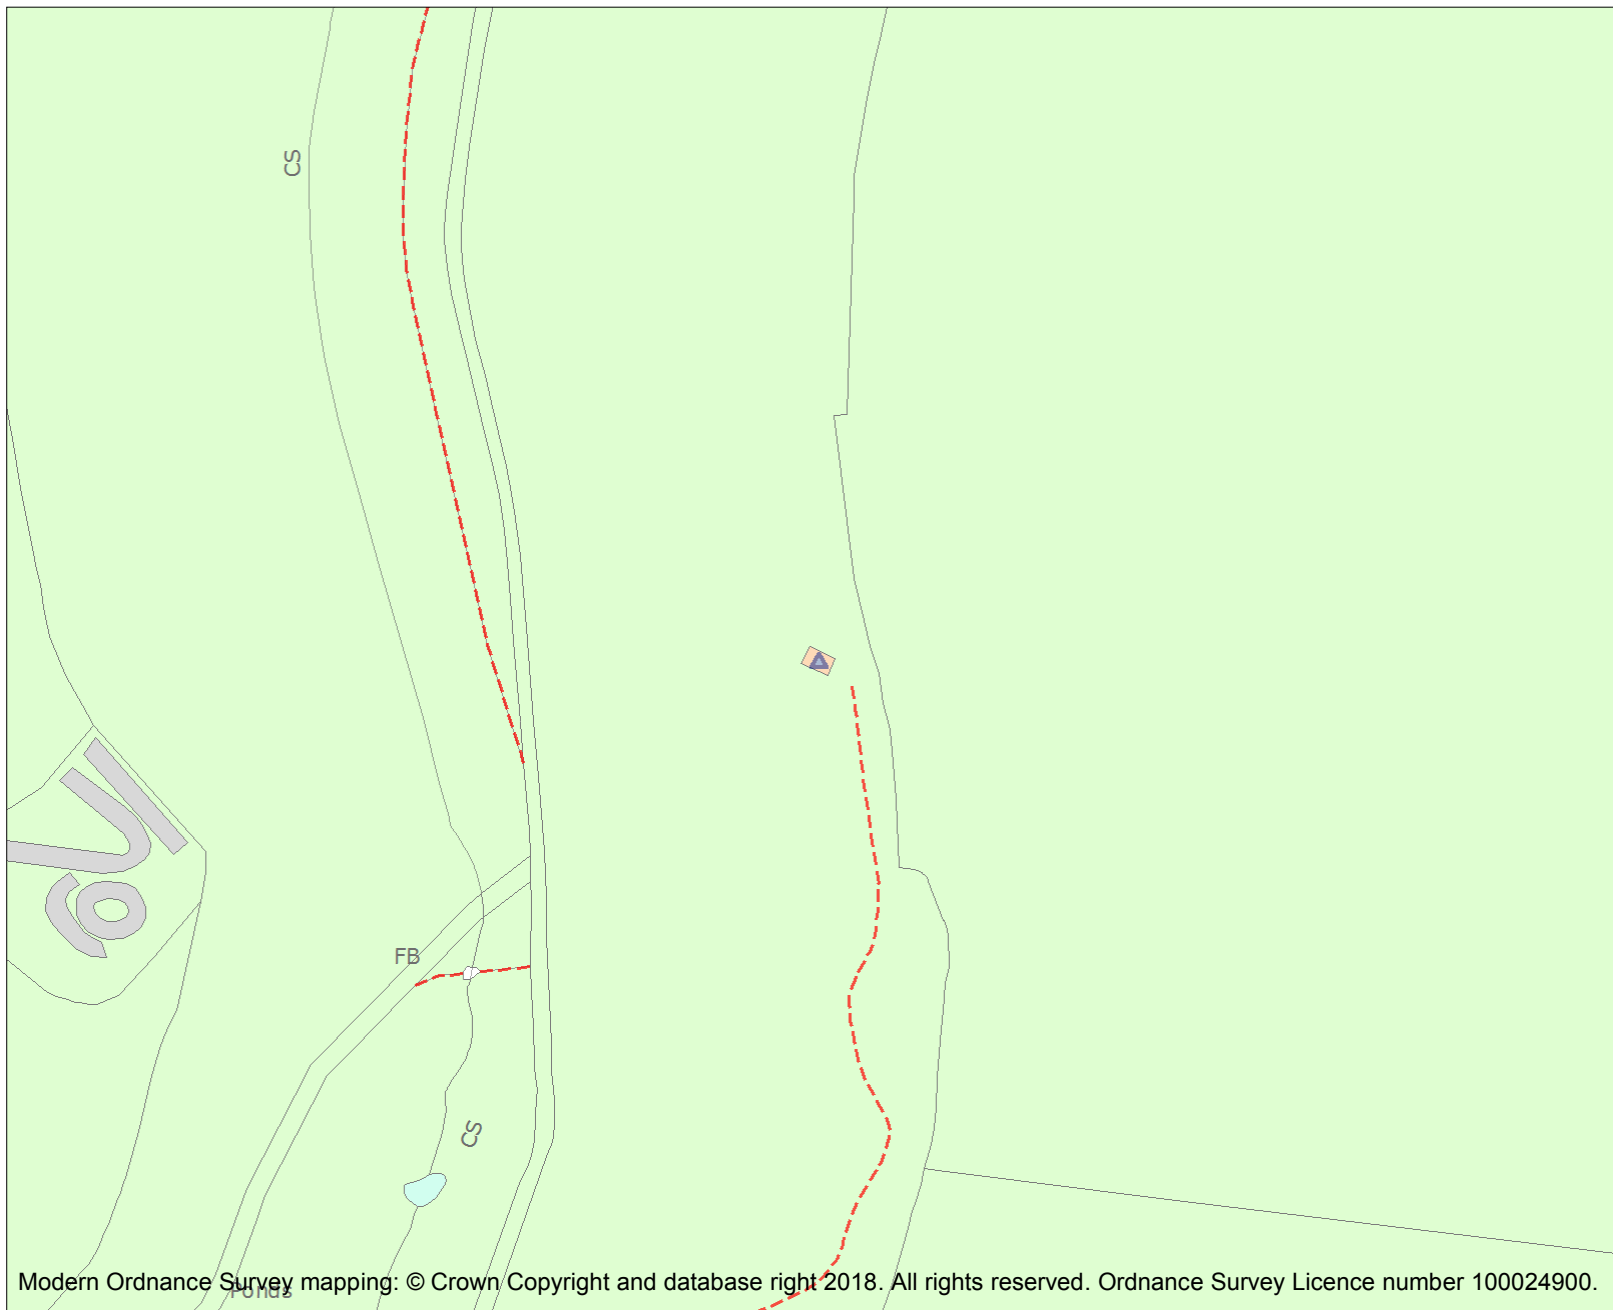 CS
FB
CS
Ponds
Modern Ordnance Survey mapping: © Crown Copyright and database right 2018. All rights reserved. Ordnance Survey Licence number 100024900.